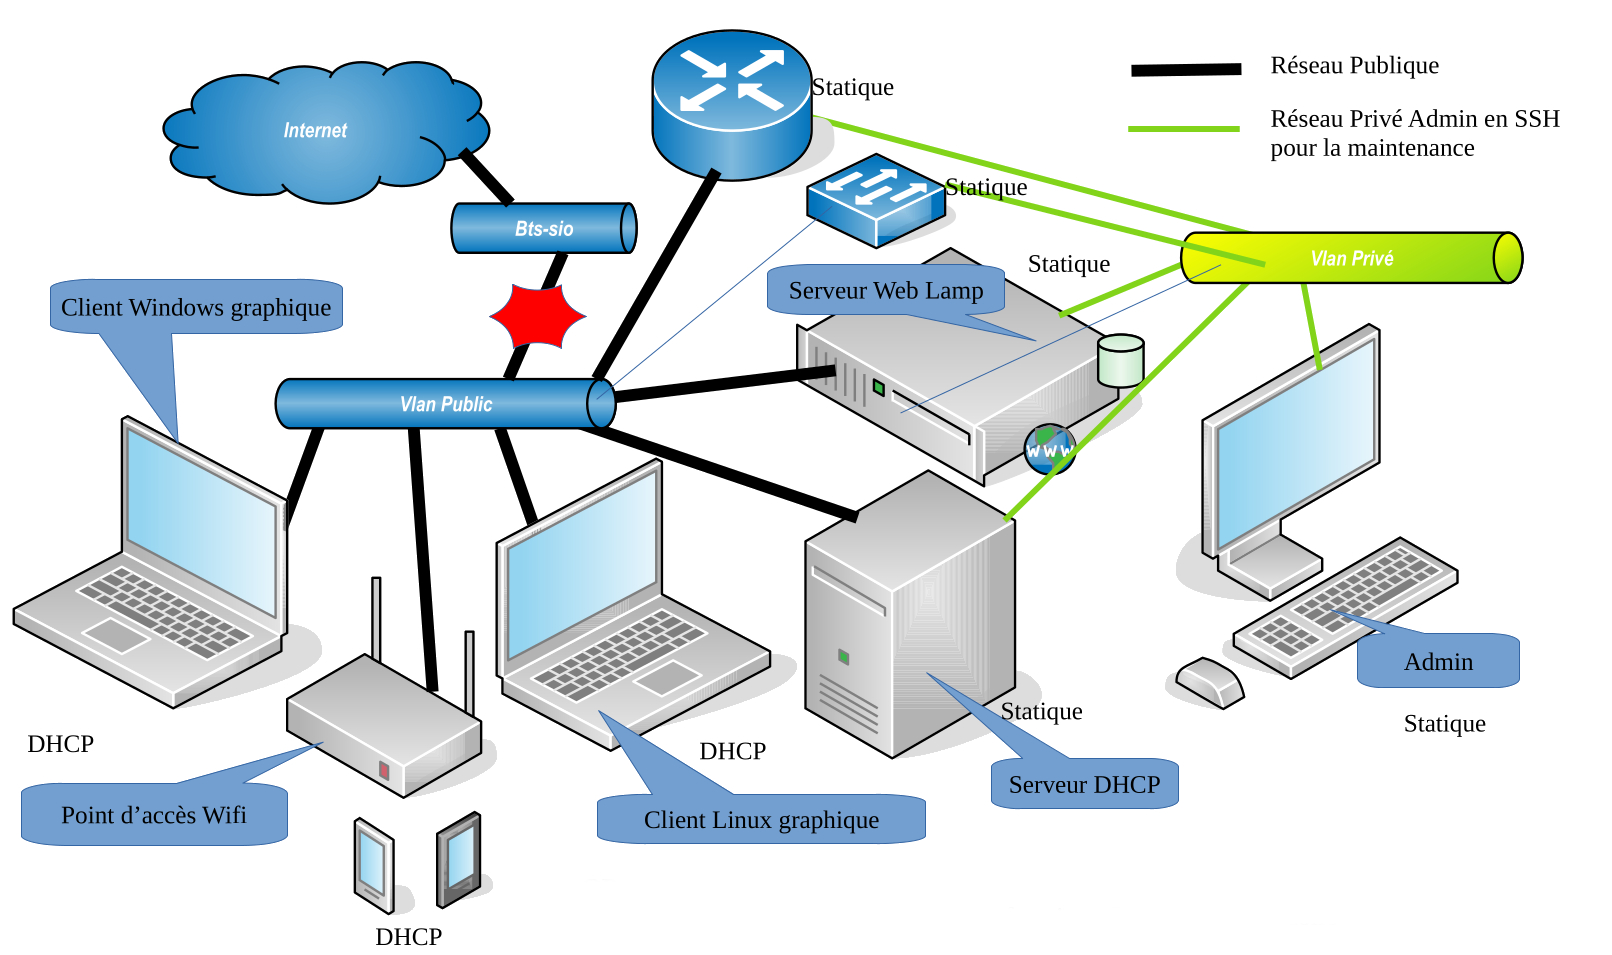 Réseau Publique
Réseau Privé Admin en SSH
pour la maintenance
Statique
Internet
Statique
Bts-sio
Statique
Vlan Privé
Serveur Web Lamp
Client Windows graphique
Vlan Public
www
Admin
Statique
Statique
DHCP
DHCP
Serveur DHCP
Point d’accès Wifi
Client Linux graphique
DHCP